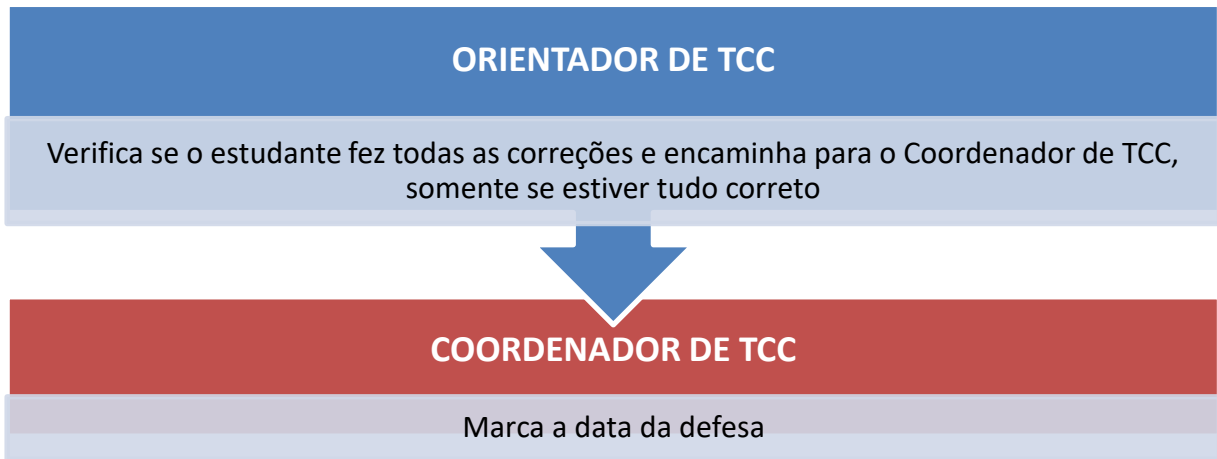 ORIENTADOR DE TCC
Verifica se o estudante fez todas as correções e encaminha para o Coordenador de TCC,
somente se estiver tudo correto
COORDENADOR DE TCC
Marca a data da defesa